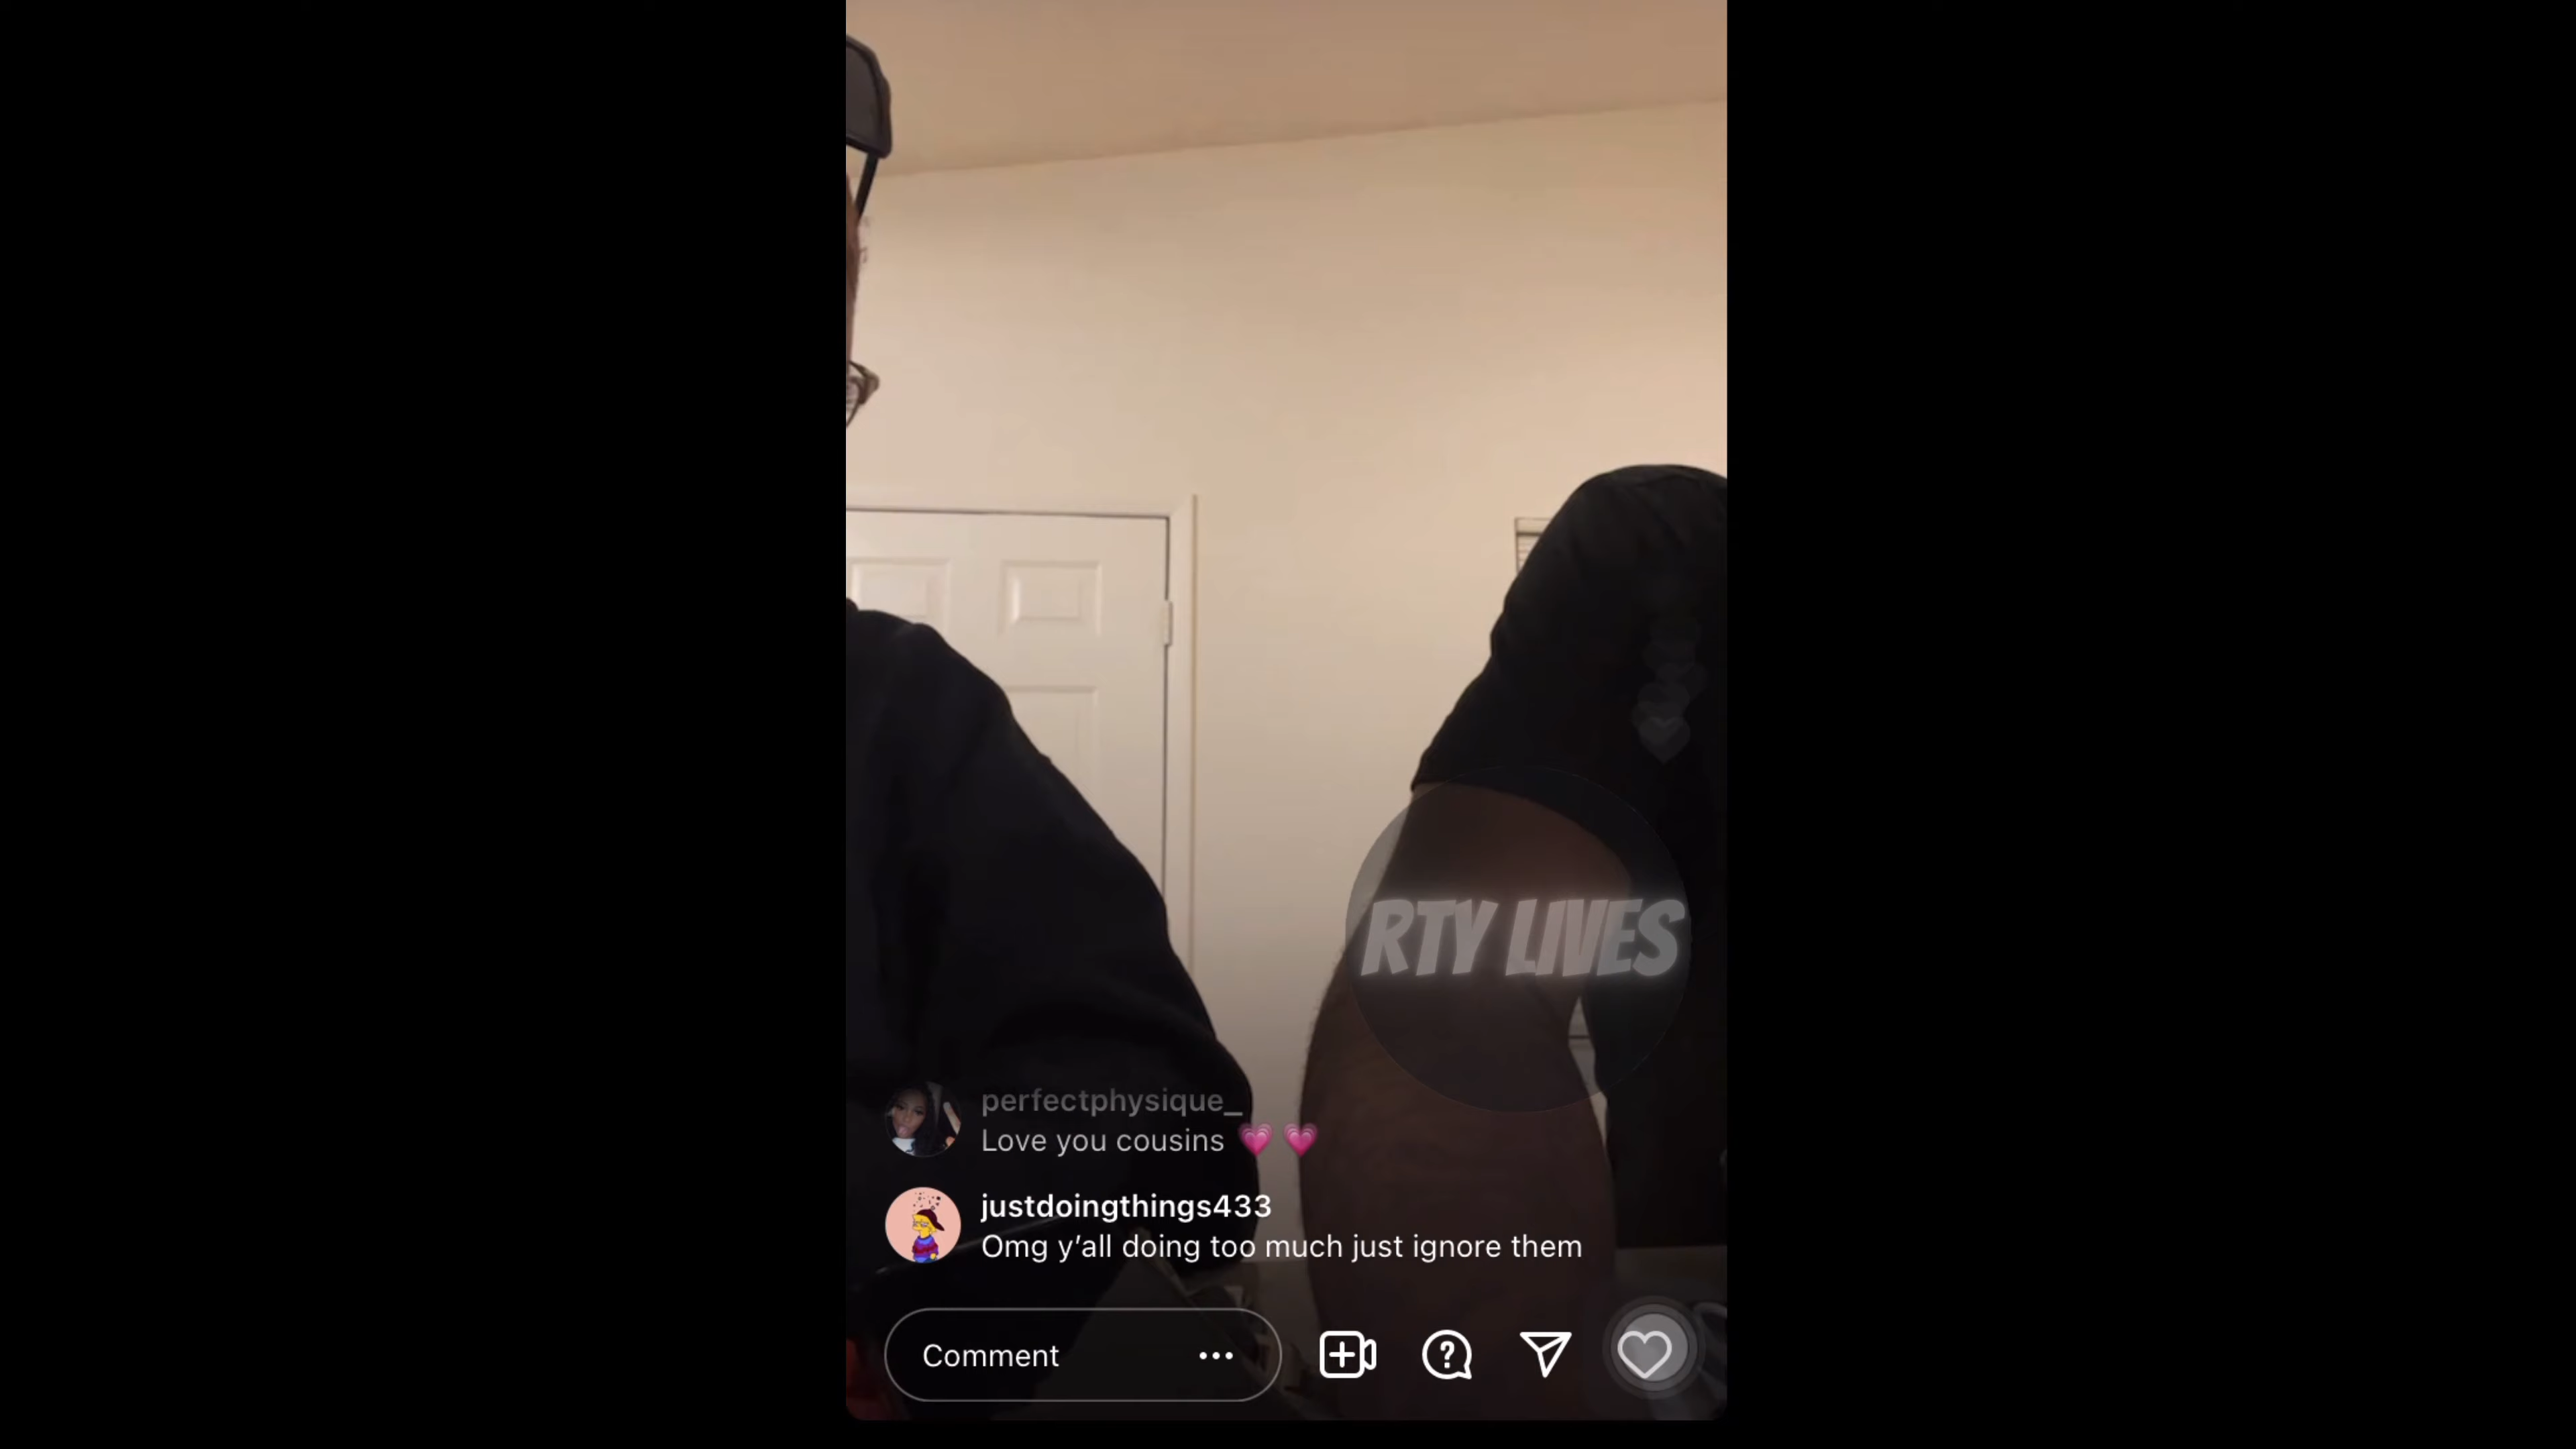 RTY LIVES
perfectphysique_
Love you cousins 💗 💗
justdoingthings433
Omg y’all doing too much just ignore them
Comment